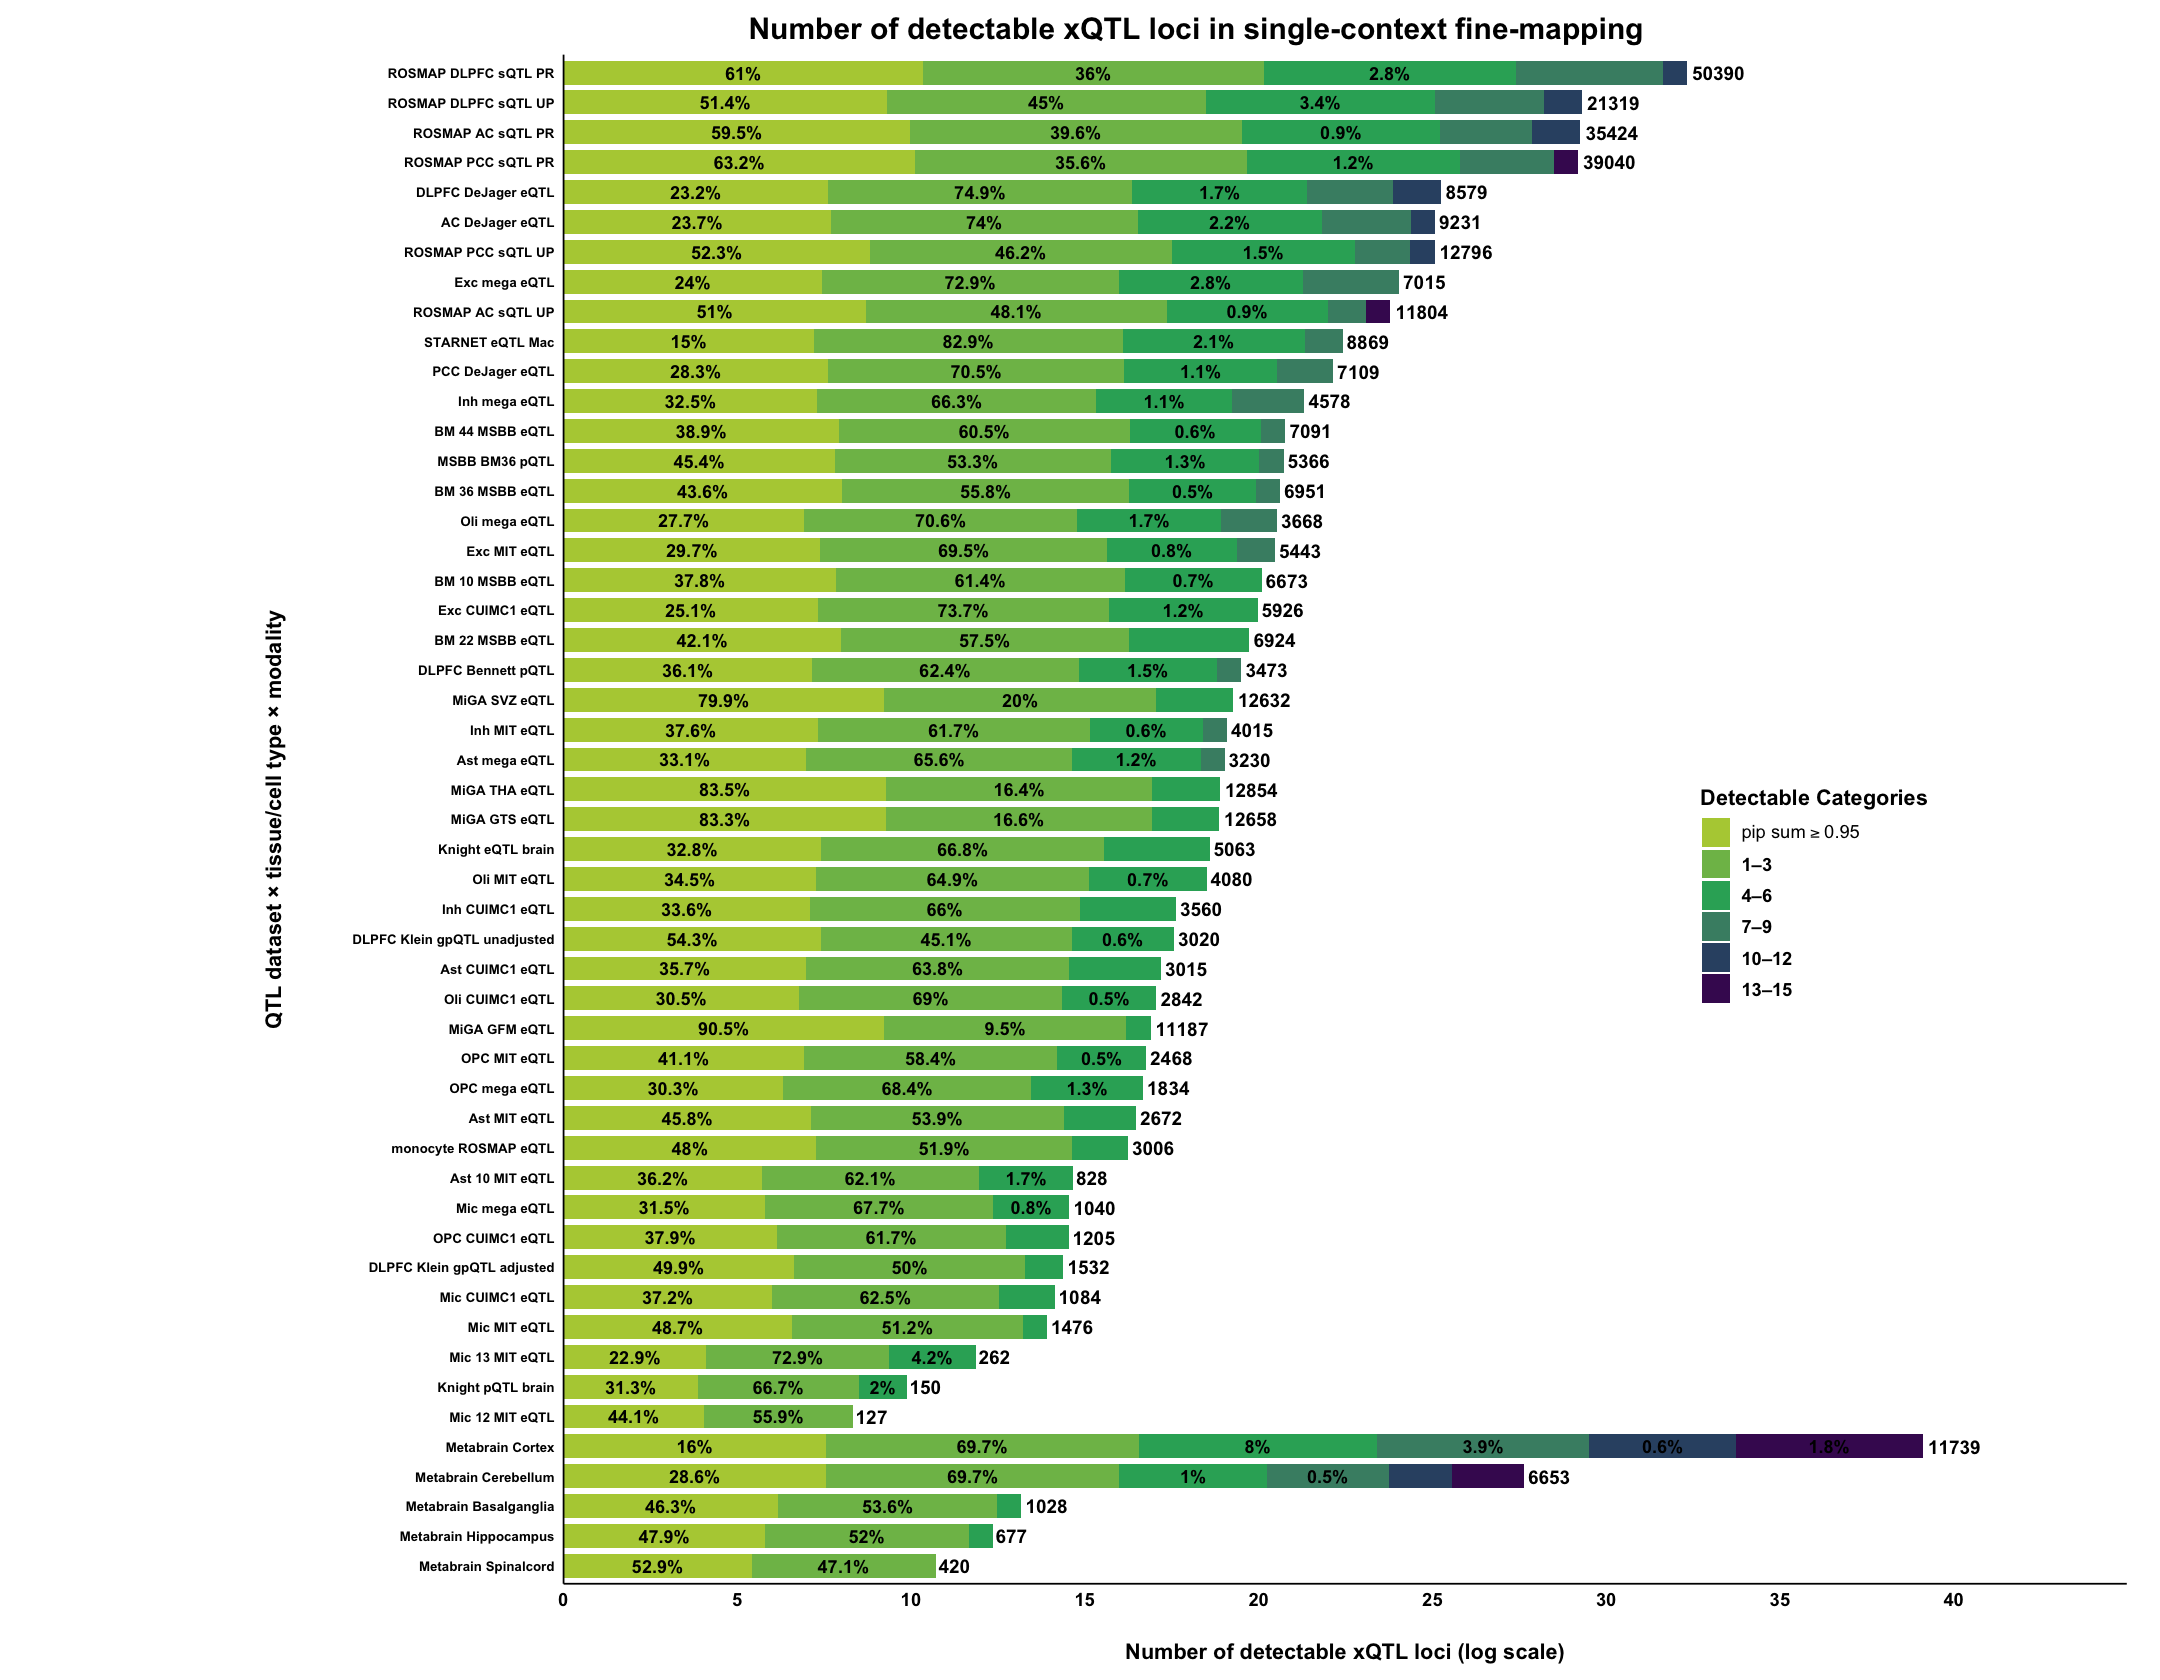 Number of detectable xQTL loci in single-context fine-mapping
ROSMAP DLPFC sQTL PR 61% 36% 2.8% 50390
ROSMAP DLPFC sQTL UP 51.4% 45% 3.4% 21319
ROSMAP AC sQTL PR 59.5% 39.6% 0.9% 35424
ROSMAP PCC sQTL PR 63.2% 35.6% 1.2% 39040
DLPFC DeJager eQTL 23.2% 74.9% 1.7% 8579
AC DeJager eQTL 23.7% 74% 2.2% 9231
ROSMAP PCC sQTL UP 52.3% 46.2% 1.5% 12796
Exc mega eQTL 24% 72.9% 2.8% 7015
ROSMAP AC sQTL UP 51% 48.1% 0.9% 11804
STARNET eQTL Mac 15% 82.9% 2.1% 8869
PCC DeJager eQTL 28.3% 70.5% 1.1% 7109
Inh mega eQTL 32.5% 66.3% 1.1% 4578
BM 44 MSBB eQTL 38.9% 60.5% 0.6% 7091
MSBB BM36 pQTL 45.4% 53.3% 1.3% 5366
BM 36 MSBB eQTL 43.6% 55.8% 0.5% 6951
Oli mega eQTL 27.7% 70.6% 1.7% 3668
Exc MIT eQTL 29.7% 69.5% 0.8% 5443
BM 10 MSBB eQTL 37.8% 61.4% 0.7% 6673
Exc CUIMC1 eQTL 25.1% 73.7% 1.2% 5926
BM 22 MSBB eQTL 42.1% 57.5% 6924
DLPFC Bennett pQTL 36.1% 62.4% 1.5% 3473
MiGA SVZ eQTL 79.9% 20% 12632
Inh MIT eQTL 37.6% 61.7% 0.6% 4015
Ast mega eQTL 33.1% 65.6% 1.2% 3230
MiGA THA eQTL 83.5% 16.4% 12854
MiGA GTS eQTL 83.3% 16.6% 12658
Knight eQTL brain 32.8% 66.8% 5063
Oli MIT eQTL 34.5% 64.9% 0.7% 4080
Inh CUIMC1 eQTL 33.6% 66% 3560
DLPFC Klein gpQTL unadjusted 54.3% 45.1% 0.6% 3020
Ast CUIMC1 eQTL 35.7% 63.8% 3015
Oli CUIMC1 eQTL 30.5% 69% 0.5% 2842
MiGA GFM eQTL 90.5% 9.5% 11187
OPC MIT eQTL 41.1% 58.4% 0.5% 2468
OPC mega eQTL 30.3% 68.4% 1.3% 1834
Ast MIT eQTL 45.8% 53.9% 2672
monocyte ROSMAP eQTL 48% 51.9% 3006
Ast 10 MIT eQTL 36.2% 62.1% 1.7% 828
Mic mega eQTL 31.5% 67.7% 0.8% 1040
OPC CUIMC1 eQTL 37.9% 61.7% 1205
DLPFC Klein gpQTL adjusted 49.9% 50% 1532
Mic CUIMC1 eQTL 37.2% 62.5% 1084
Mic MIT eQTL 48.7% 51.2% 1476
Mic 13 MIT eQTL 22.9% 72.9% 4.2% 262
Knight pQTL brain 31.3% 66.7% 2% 150
Mic 12 MIT eQTL 44.1% 55.9% 127
Metabrain Cortex 16% 69.7% 8% 3.9% 0.6% 1.8% 11739
Metabrain Cerebellum 28.6% 69.7% 1% 0.5% 6653
Metabrain Basalganglia 46.3% 53.6% 1028
Metabrain Hippocampus 47.9% 52% 677
Metabrain Spinalcord 52.9% 47.1% 420
0 5 10 15 20 25 30 35 40
Number of detectable xQTL loci (log scale)
QTL dataset × tissue/cell type × modality
Detectable Categories
pip sum ≥ 0.95
1–3
4–6
7–9
10–12
13–15